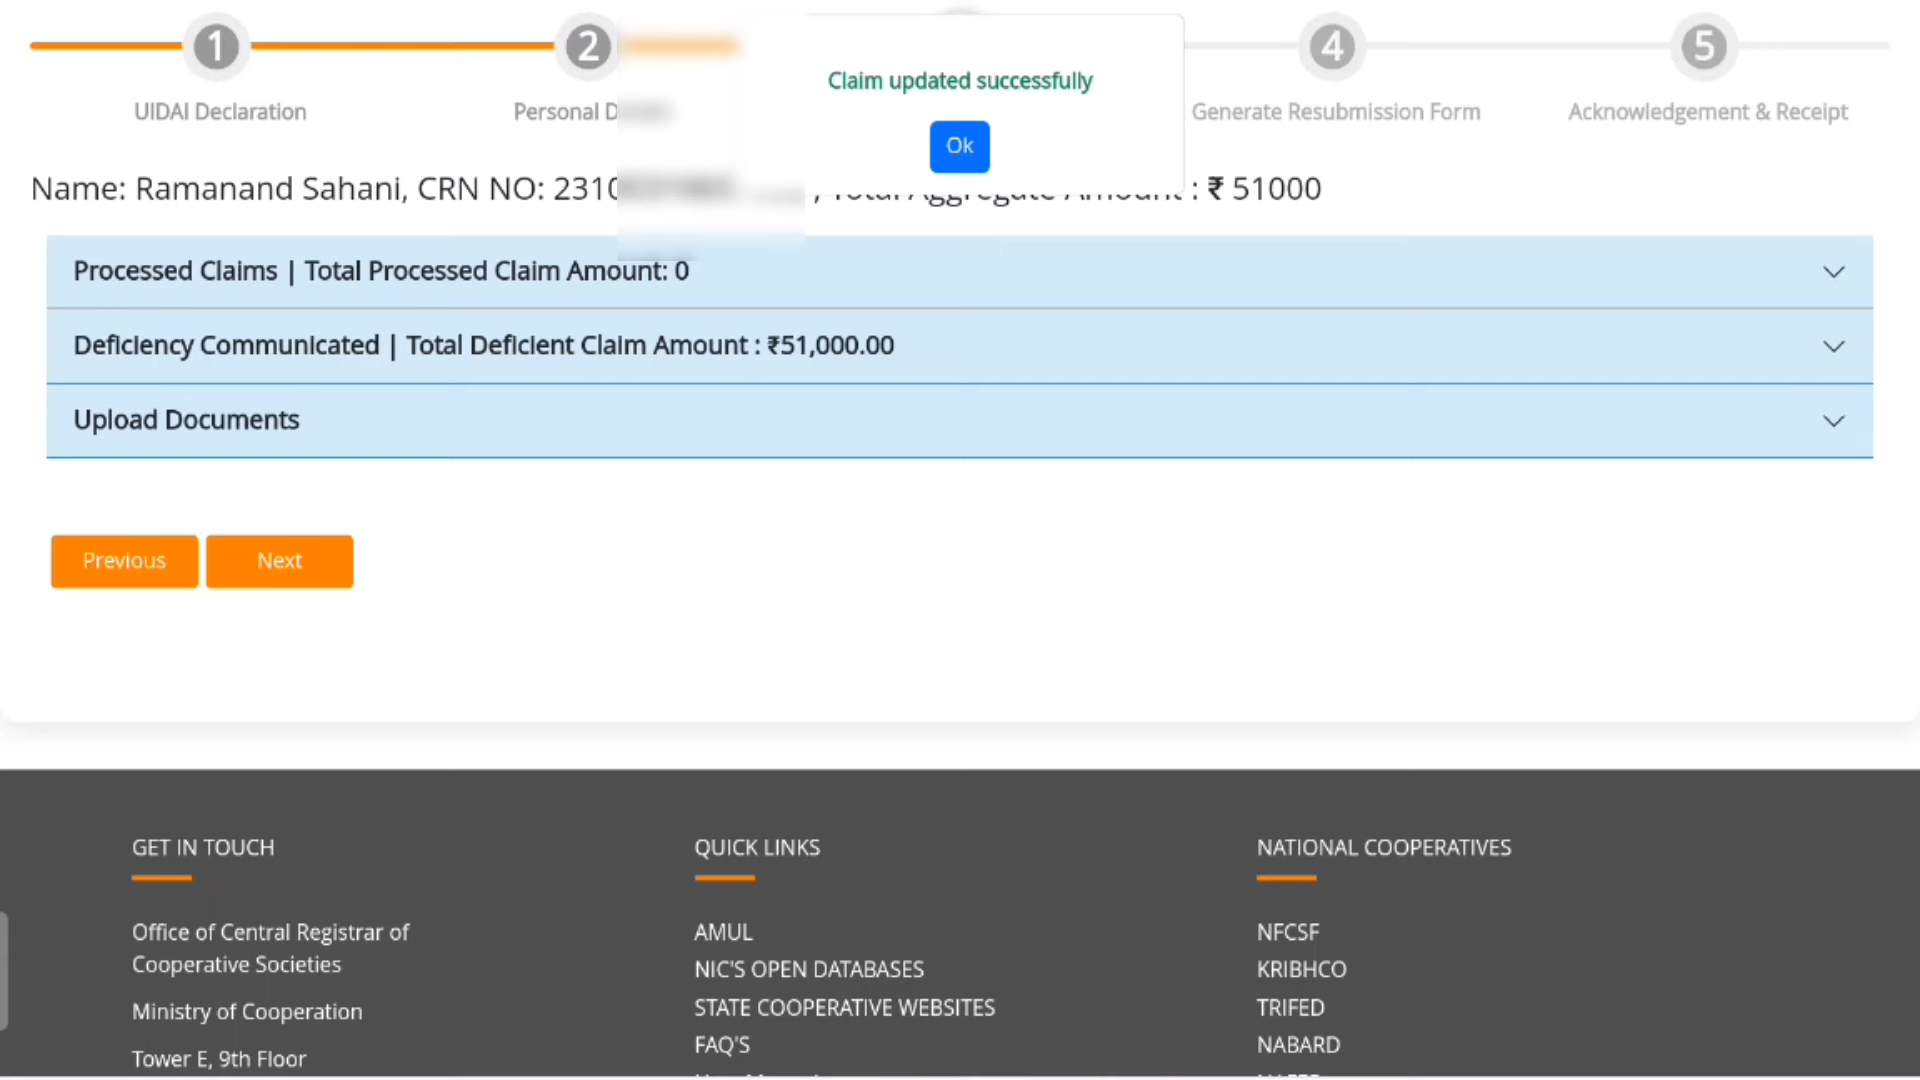 1
2
4
5
UIDAI Declaration
Personal D
Generate Resubmission Form
Acknowledgement & Receipt
Claim updated successfully
Ok
Name: Ramanand Sahani, CRN NO: 2310 , Total Aggregate Amount : ₹ 51000
Processed Claims | Total Processed Claim Amount: 0
Deficiency Communicated | Total Deficient Claim Amount : ₹51,000.00
Upload Documents
Previous
Next
GET IN TOUCH
Office of Central Registrar of
Cooperative Societies
Ministry of Cooperation
Tower E, 9th Floor
QUICK LINKS
AMUL
NIC'S OPEN DATABASES
STATE COOPERATIVE WEBSITES
FAQ'S
NATIONAL COOPERATIVES
NFCSF
KRIBHCO
TRIFED
NABARD